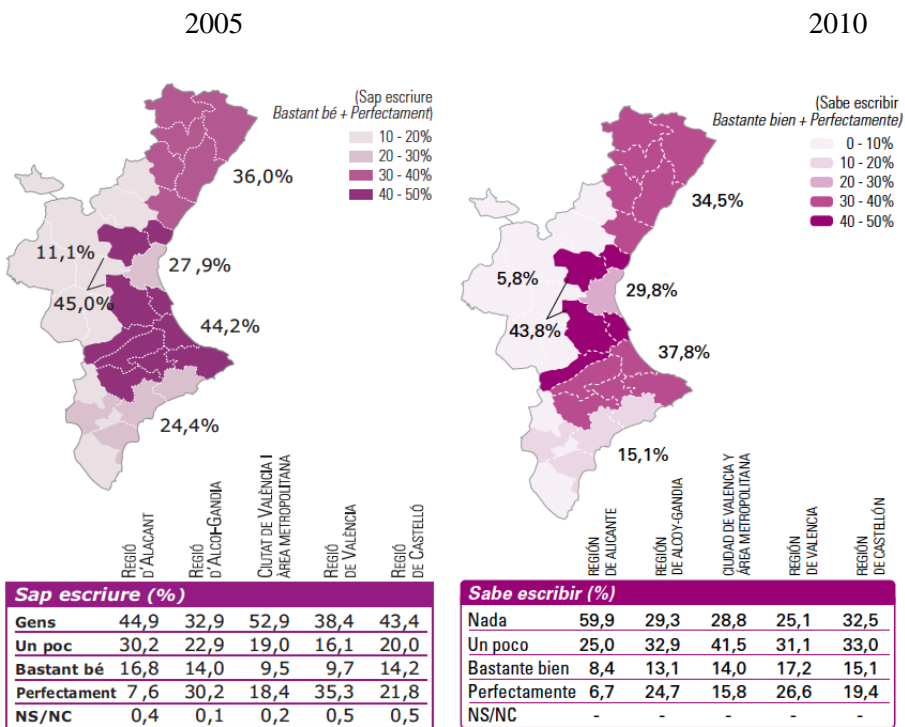 2005
2010
(Sap escriure
Bastant bé + Perfectament)
10 - 20%
20 - 30%
30 - 40%
40 - 50%
36,0%
11,1%
27,9%
45,0%
44,2%
24,4%
REGIÓ D'ALACANT
REGIÓ D'ALCOI-GANDIA
CIUTAT DE VALÈNCIA I ÀREA METROPOLITANA
REGIÓ DE VALÈNCIA
REGIÓ DE CASTELLÓ
Sap escriure (%)
Gens 44,9 32,9 52,9 38,4 43,4
Un poc 30,2 22,9 19,0 16,1 20,0
Bastant bé 16,8 14,0 9,5 9,7 14,2
Perfectament 7,6 30,2 18,4 35,3 21,8
NS/NC 0,4 0,1 0,2 0,5 0,5
(Sabe escribir
Bastante bien + Perfectamente)
0 - 10%
10 - 20%
20 - 30%
30 - 40%
40 - 50%
34,5%
5,8%
29,8%
43,8%
37,8%
15,1%
REGIÓN DE ALICANTE
REGIÓN DE ALCOY-GANDIA
CIUDAD DE VALENCIA Y ÁREA METROPOLITANA
REGIÓN DE VALENCIA
REGIÓN DE CASTELLÓN
Sabe escribir (%)
Nada 59,9 29,3 28,8 25,1 32,5
Un poco 25,0 32,9 41,5 31,1 33,0
Bastante bien 8,4 13,1 14,0 17,2 15,1
Perfectamente 6,7 24,7 15,8 26,6 19,4
NS/NC - - - - -